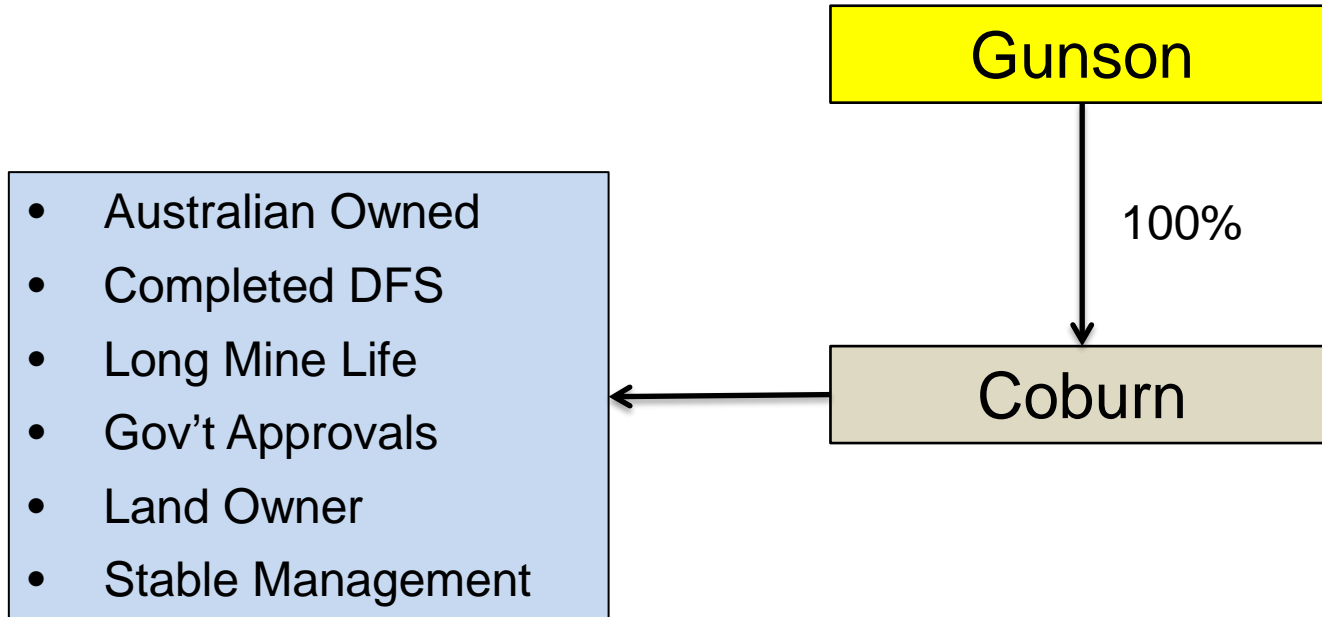 Gunson
100%
Coburn
• Australian Owned
• Completed DFS
• Long Mine Life
• Gov’t Approvals
• Land Owner
• Stable Management